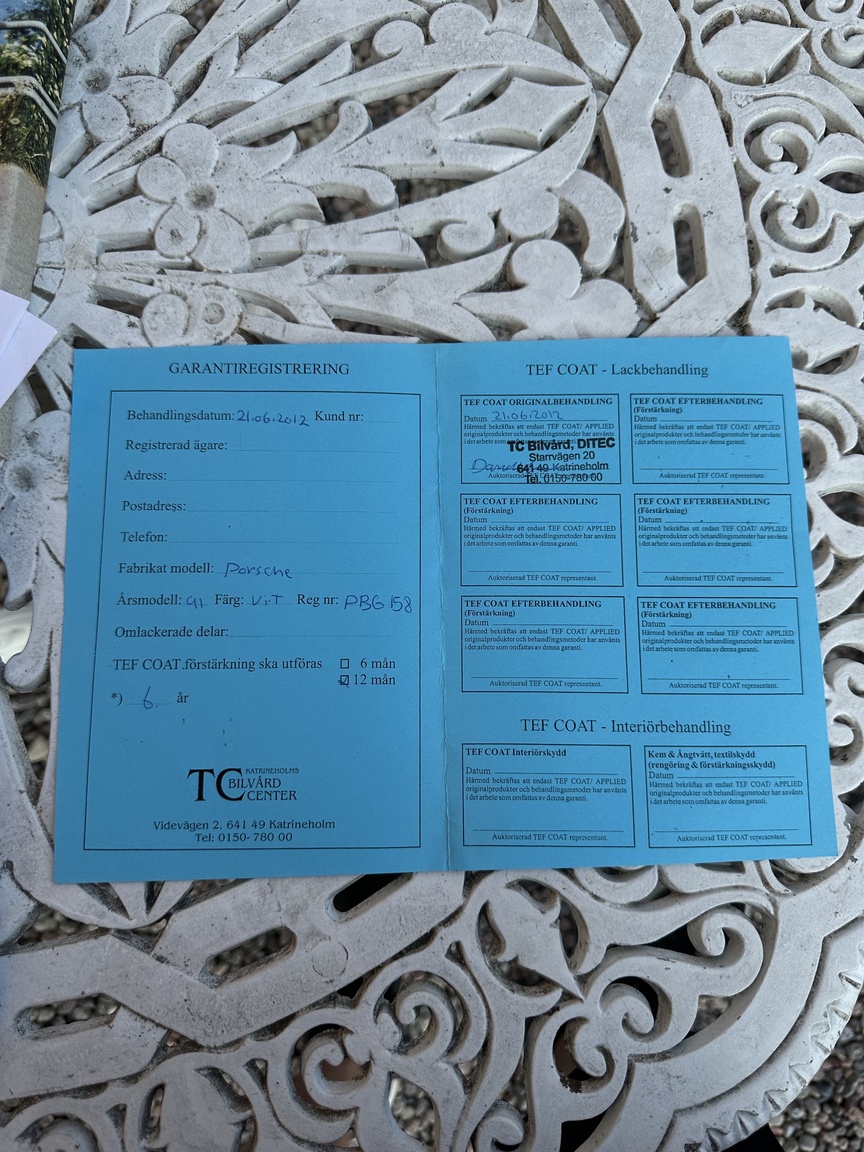 GARANTIREGISTRERING
Behandlingsdatum: 21.06.2012 Kund nr:
Registrerad ägare:
Adress:
Postadress:
Telefon:
Fabrikat modell: Porsche
Årsmodell: 91 Färg: ViT Reg nr: PBG 158
Omlackerade delar:
TEF COAT förstärkning ska utföras 6 mån
12 mån
*) 6 år
TC KATRINEHOLMS
BILVÅRD
CENTER
Videvägen 2, 641 49 Katrineholm
Tel: 0150- 780 00
TEF COAT - Lackbehandling
TEF COAT ORIGINALBEHANDLING
Datum 21.06.2012
Härmed bekräftas att endast TEF COAT/ APPLIED
originalprodukter och behandlingsmetoder har använts
TC Bilvård, DITEC
Starrvägen 20
641 49 Katrineholm
Tel. 0150-780 00
Auktoriserad TEF COAT
TEF COAT EFTERBEHANDLING
(Förstärkning)
Datum
Härmed bekräftas att endast TEF COAT/ APPLIED
originalprodukter och behandlingsmetoder har använts
i det arbete som omfattas av denna garanti.
Auktoriserad TEF COAT representant.
TEF COAT EFTERBEHANDLING
(Förstärkning)
Datum
Härmed bekräftas att endast TEF COAT/ APPLIED
originalprodukter och behandlingsmetoder har använts
i det arbete som omfattas av denna garanti.
Auktoriserad TEF COAT representant.
TEF COAT EFTERBEHANDLING
(Förstärkning)
Datum
Härmed bekräftas att endast TEF COAT/ APPLIED
originalprodukter och behandlingsmetoder har använts
i det arbete som omfattas av denna garanti.
Auktoriserad TEF COAT representant.
TEF COAT EFTERBEHANDLING
(Förstärkning)
Datum
Härmed bekräftas att endast TEF COAT/ APPLIED
originalprodukter och behandlingsmetoder har använts
i det arbete som omfattas av denna garanti.
Auktoriserad TEF COAT representant.
TEF COAT EFTERBEHANDLING
(Förstärkning)
Datum
Härmed bekräftas att endast TEF COAT/ APPLIED
originalprodukter och behandlingsmetoder har använts
i det arbete som omfattas av denna garanti.
Auktoriserad TEF COAT representant.
TEF COAT - Interiörbehandling
TEF COAT Interiörskydd
Datum
Härmed bekräftas att endast TEF COAT/ APPLIED
originalprodukter och behandlingsmetoder har använts
i det arbete som omfattas av denna garanti.
Auktoriserad TEF COAT representant.
Kem & Ångtvätt, textilskydd
(rengöring & förstärkningsskydd)
Datum
Härmed bekräftas att endast TEF COAT/ APPLIED
originalprodukter och behandlingsmetoder har använts
i det arbete som omfattas av denna garanti.
Auktoriserad TEF COAT representant.